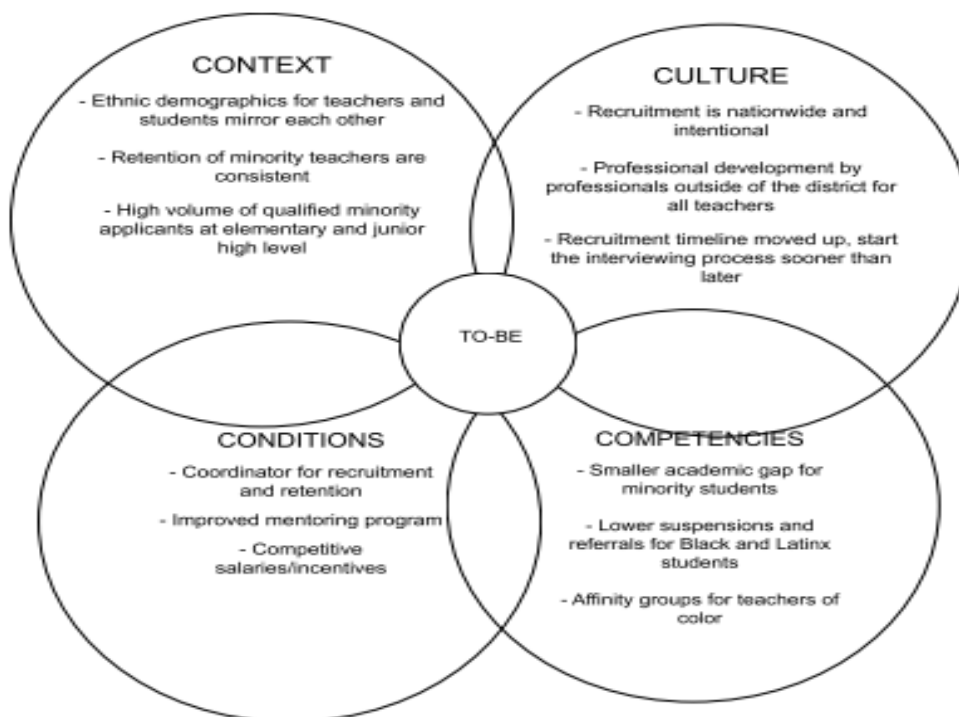 CONTEXT
- Ethnic demographics for teachers and
students mirror each other
- Retention of minority teachers are
consistent
- High volume of qualified minority
applicants at elementary and junior
high level
CULTURE
- Recruitment is nationwide and
intentional
- Professional development by
professionals outside of the district for
all teachers
- Recruitment timeline moved up, start
the interviewing process sooner than
later
TO-BE
CONDITIONS
- Coordinator for recruitment
and retention
- Improved mentoring program
- Competitive
salaries/incentives
COMPETENCIES
- Smaller academic gap for
minority students
- Lower suspensions and
referrals for Black and Latinx
students
- Affinity groups for teachers of
color